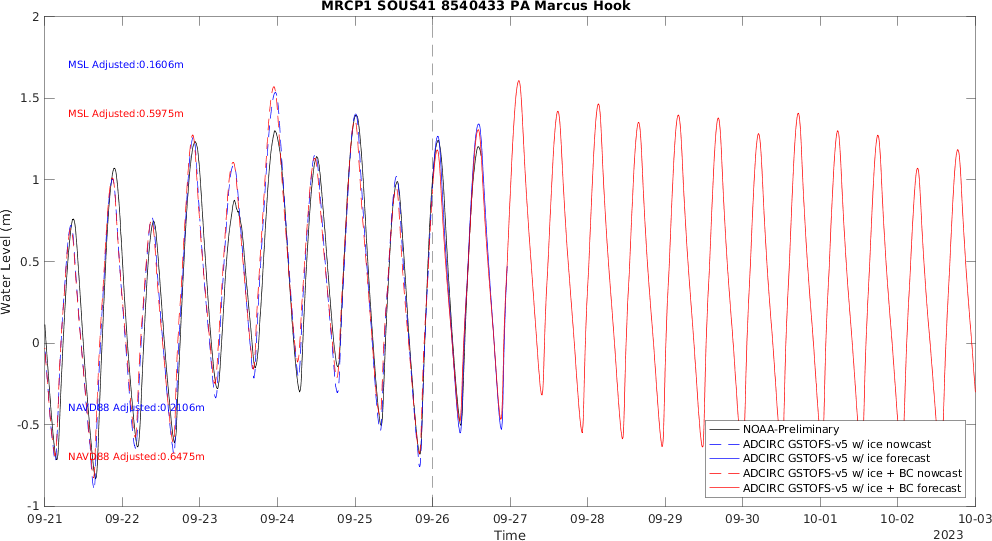 MRCP1 SOUS41 8540433 PA Marcus Hook
Water Level (m)
2
1.5
1
0.5
0
-0.5
-1
MSL Adjusted:0.1606m
MSL Adjusted:0.5975m
NAVD88 Adjusted:0.2106m
NAVD88 Adjusted:0.6475m
NOAA-Preliminary
ADCIRC GSTOFS-v5 w/ ice nowcast
ADCIRC GSTOFS-v5 w/ ice forecast
ADCIRC GSTOFS-v5 w/ ice + BC nowcast
ADCIRC GSTOFS-v5 w/ ice + BC forecast
09-21 09-22 09-23 09-24 09-25 09-26 09-27 09-28 09-29 09-30 10-01 10-02 10-03
Time
2023